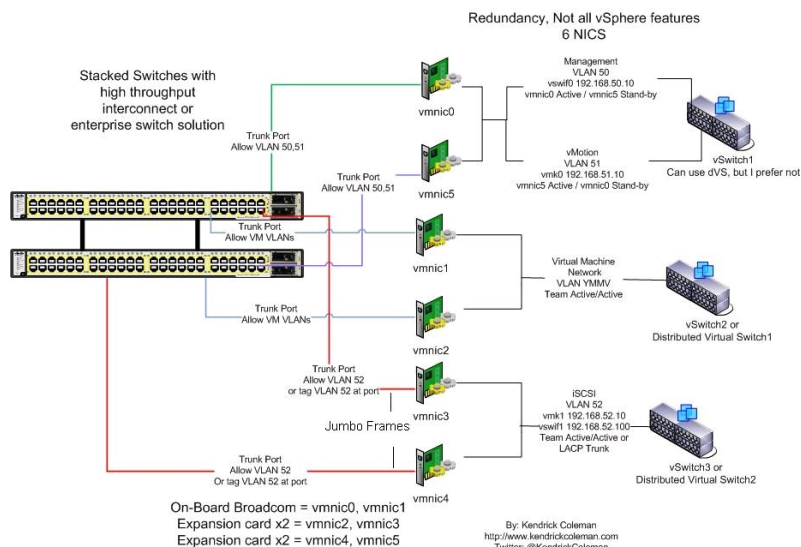 Redundancy, Not all vSphere features
6 NICS
Stacked Switches with
high throughput
interconnect or
enterprise switch solution
Trunk Port
Allow VLAN 50,51
vmnic0
Management
VLAN 50
vswif0 192.168.50.10
vmnic0 Active / vmnic5 Stand-by
vSwitch1
Can use dVS, but I prefer not
Trunk Port
Allow VLAN 50,51
vmnic5
vMotion
VLAN 51
vmk0 192.168.51.10
vmnic5 Active / vmnic0 Stand-by
Trunk Port
Allow VM VLANs
vmnic1
Virtual Machine
Network
VLAN YMMV
Team Active/Active
vSwitch2 or
Distributed Virtual Switch1
Trunk Port
Allow VM VLANs
vmnic2
Trunk Port
Allow VLAN 52
or tag VLAN 52 at port
vmnic3
Jumbo Frames
iSCSI
VLAN 52
vmk1 192.168.52.10
vswif1 192.168.52.100
Team Active/Active or
LACP Trunk
vSwitch3 or
Distributed Virtual Switch2
Trunk Port
Allow VLAN 52
Or tag VLAN 52 at port
vmnic4
On-Board Broadcom = vmnic0, vmnic1
Expansion card x2 = vmnic2, vmnic3
Expansion card x2 = vmnic4, vmnic5
By: Kendrick Coleman
http://www.kendrickcoleman.com
Twitter: @KendrickColeman